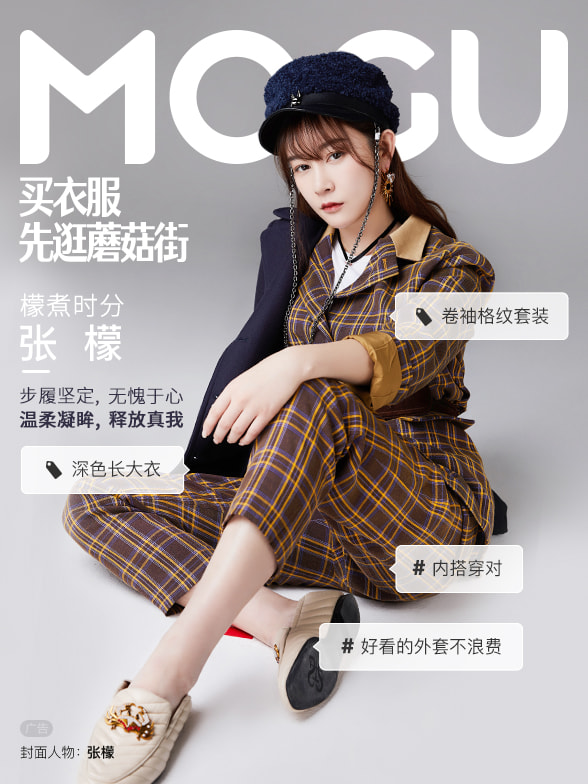 MOGU
买衣服
先逛蘑菇街
檬煮时分
张 檬
步履坚定，无愧于心
温柔凝眸，释放真我
卷袖格纹套装
深色长大衣
# 内搭穿对
# 好看的外套不浪费
广告
封面人物：张檬